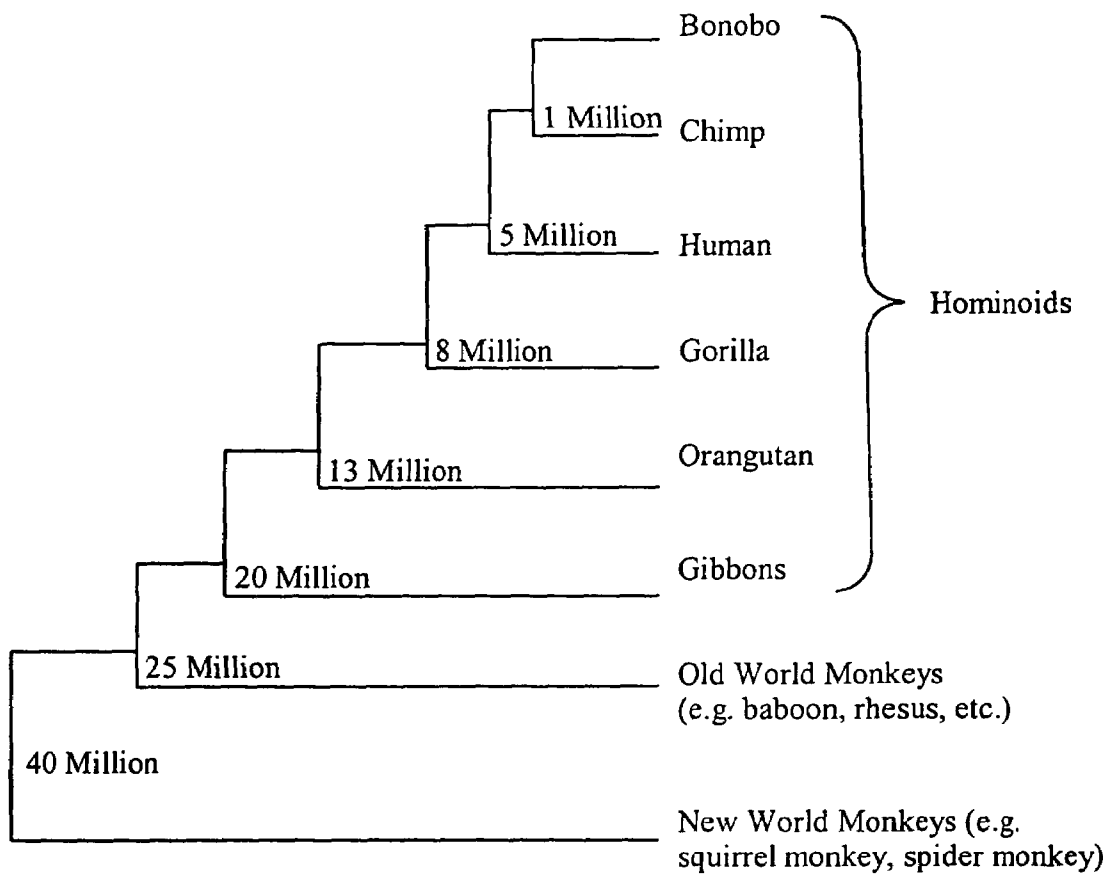 Bonobo
1 Million
Chimp
5 Million
Human
Hominoids
8 Million
Gorilla
13 Million
Orangutan
20 Million
Gibbons
25 Million
Old World Monkeys
(e.g. baboon, rhesus, etc.)
40 Million
New World Monkeys (e.g.
squirrel monkey, spider monkey)